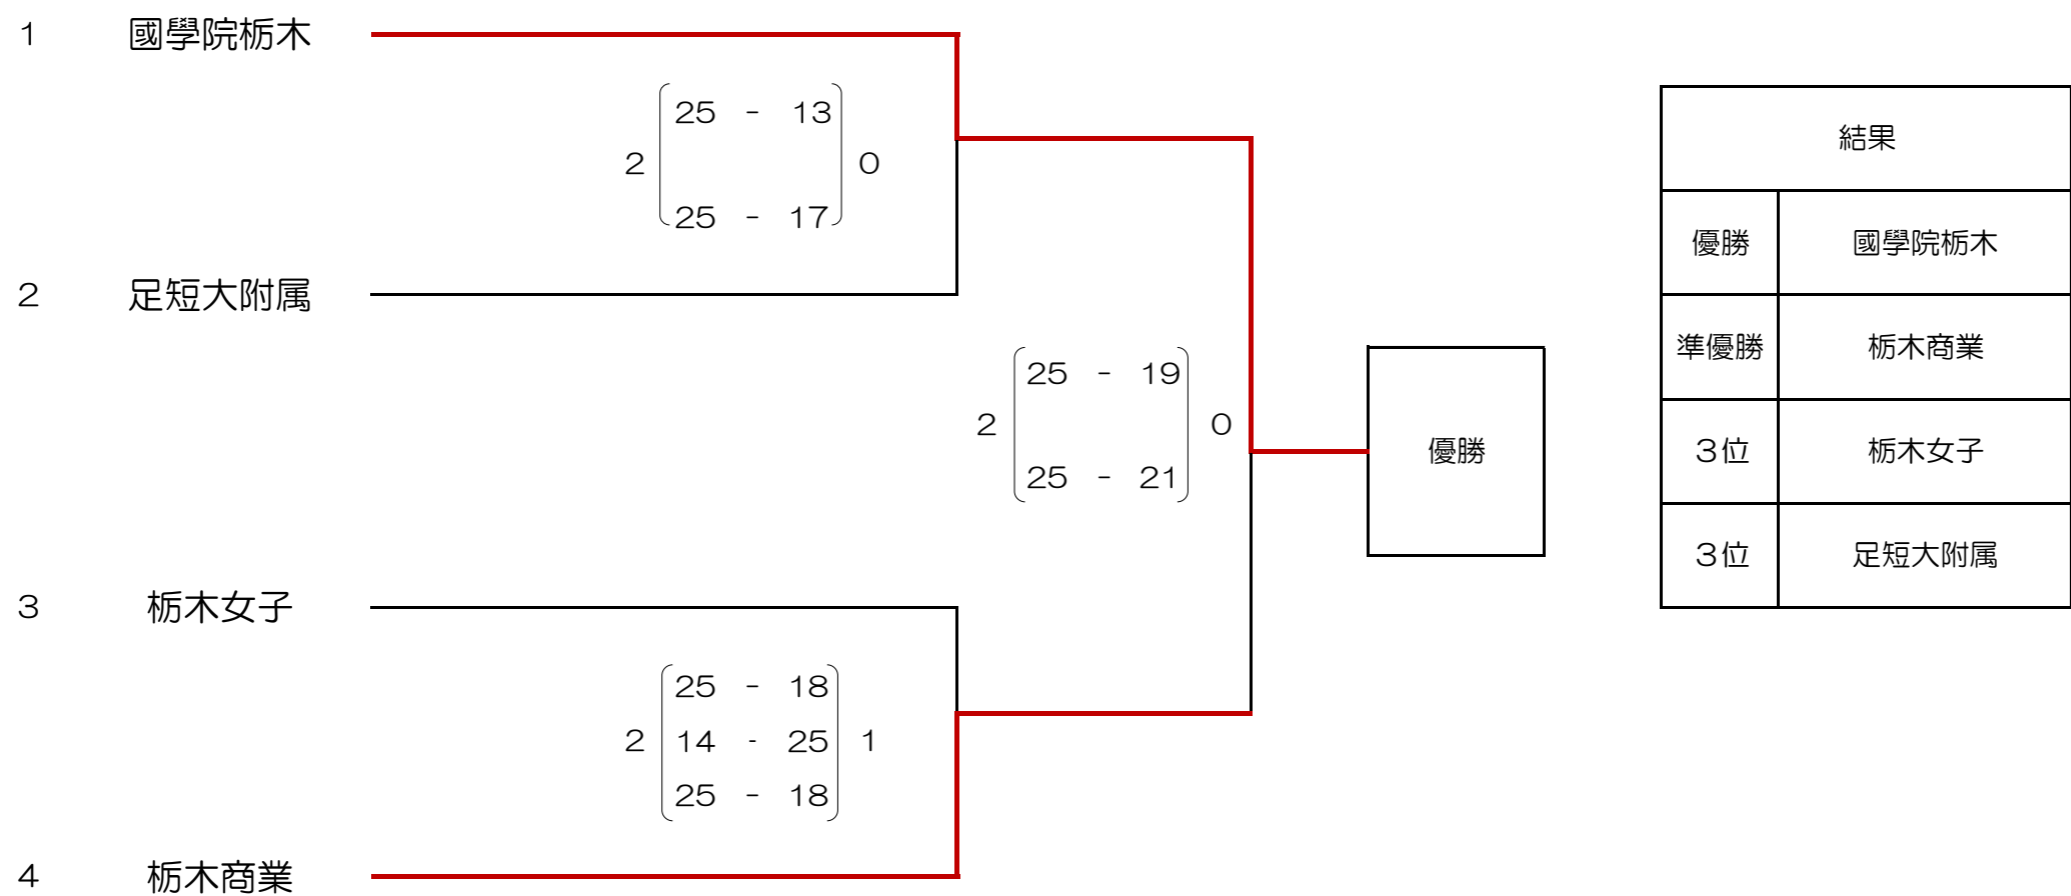 1 國學院栃木
25 - 13
2 0
25 - 17
2 足短大附属
25 - 19
2 0
25 - 21
優勝
3 栃木女子
25 - 18
2 14 - 25 1
25 - 18
4 栃木商業
結果
優勝 國學院栃木
準優勝 栃木商業
3位 栃木女子
3位 足短大附属